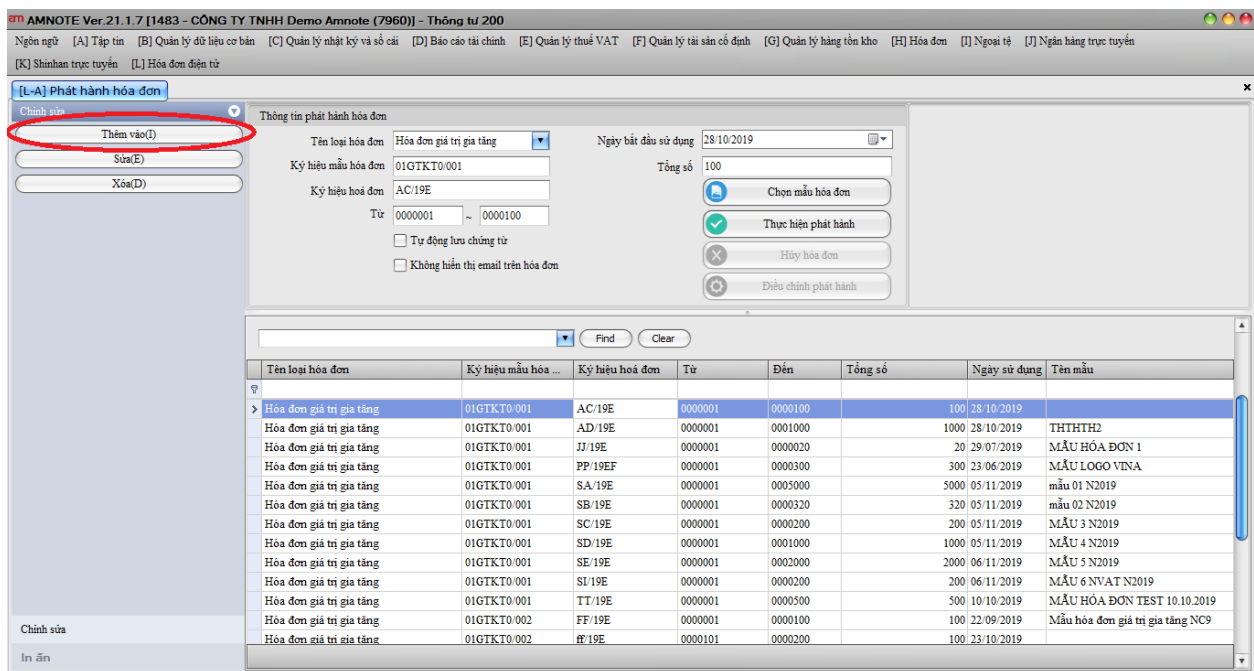 am AMNOTE Ver.21.1.7 [1483 - CÔNG TY TNHH Demo Amnote (7960)] - Thông tư 200
Ngôn ngữ [A] Tập tin [B] Quản lý dữ liệu cơ bản [C] Quản lý nhật ký và sổ cái [D] Báo cáo tài chính [E] Quản lý thuế VAT [F] Quản lý tài sản cố định [G] Quản lý hàng tồn kho [H] Hóa đơn [I] Ngoại tệ [J] Ngân hàng trực tuyến
[K] Shinhan trực tuyến [L] Hóa đơn điện tử
[L-A] Phát hành hóa đơn x
Chỉnh sửa
Thêm vào(I)
Sửa(E)
Xóa(D)
Thông tin phát hành hóa đơn
Tên loại hóa đơn Hóa đơn giá trị gia tăng Ngày bắt đầu sử dụng 28/10/2019
Ký hiệu mẫu hóa đơn 01GTKT0/001 Tổng số 100
Ký hiệu hoá đơn AC/19E Chọn mẫu hóa đơn
Từ 0000001 ~ 0000100 Thực hiện phát hành
Tự động lưu chứng từ
Hủy hóa đơn
Không hiển thị email trên hóa đơn
Điều chỉnh phát hành
Find Clear
Tên loại hóa đơn Ký hiệu mẫu hóa ... Ký hiệu hoá đơn Từ Đến Tổng số Ngày sử dụng Tên mẫu
Hóa đơn giá trị gia tăng 01GTKT0/001 AC/19E 0000001 0000100 100 28/10/2019
Hóa đơn giá trị gia tăng 01GTKT0/001 AD/19E 0000001 0001000 1000 28/10/2019 THTHTH2
Hóa đơn giá trị gia tăng 01GTKT0/001 JJ/19E 0000001 0000020 20 29/07/2019 MẪU HÓA ĐƠN 1
Hóa đơn giá trị gia tăng 01GTKT0/001 PP/19EF 0000001 0000300 300 23/06/2019 MẪU LOGO VINA
Hóa đơn giá trị gia tăng 01GTKT0/001 SA/19E 0000001 0005000 5000 05/11/2019 mẫu 01 N2019
Hóa đơn giá trị gia tăng 01GTKT0/001 SB/19E 0000001 0000320 320 05/11/2019 mẫu 02 N2019
Hóa đơn giá trị gia tăng 01GTKT0/001 SC/19E 0000001 0000200 200 05/11/2019 MẪU 3 N2019
Hóa đơn giá trị gia tăng 01GTKT0/001 SD/19E 0000001 0001000 1000 05/11/2019 MẪU 4 N2019
Hóa đơn giá trị gia tăng 01GTKT0/001 SE/19E 0000001 0002000 2000 06/11/2019 MẪU 5 N2019
Hóa đơn giá trị gia tăng 01GTKT0/001 SI/19E 0000001 0000200 200 06/11/2019 MẪU 6 NVAT N2019
Hóa đơn giá trị gia tăng 01GTKT0/001 TT/19E 0000001 0000500 500 10/10/2019 MẪU HÓA ĐƠN TEST 10.10.2019
Hóa đơn giá trị gia tăng 01GTKT0/002 FF/19E 0000001 0000100 100 22/09/2019 Mẫu hóa đơn giá trị gia tăng NC9
Hóa đơn giá trị gia tăng 01GTKT0/002 ff/19E 0000101 0000200 100 23/10/2019
Chỉnh sửa
In ấn